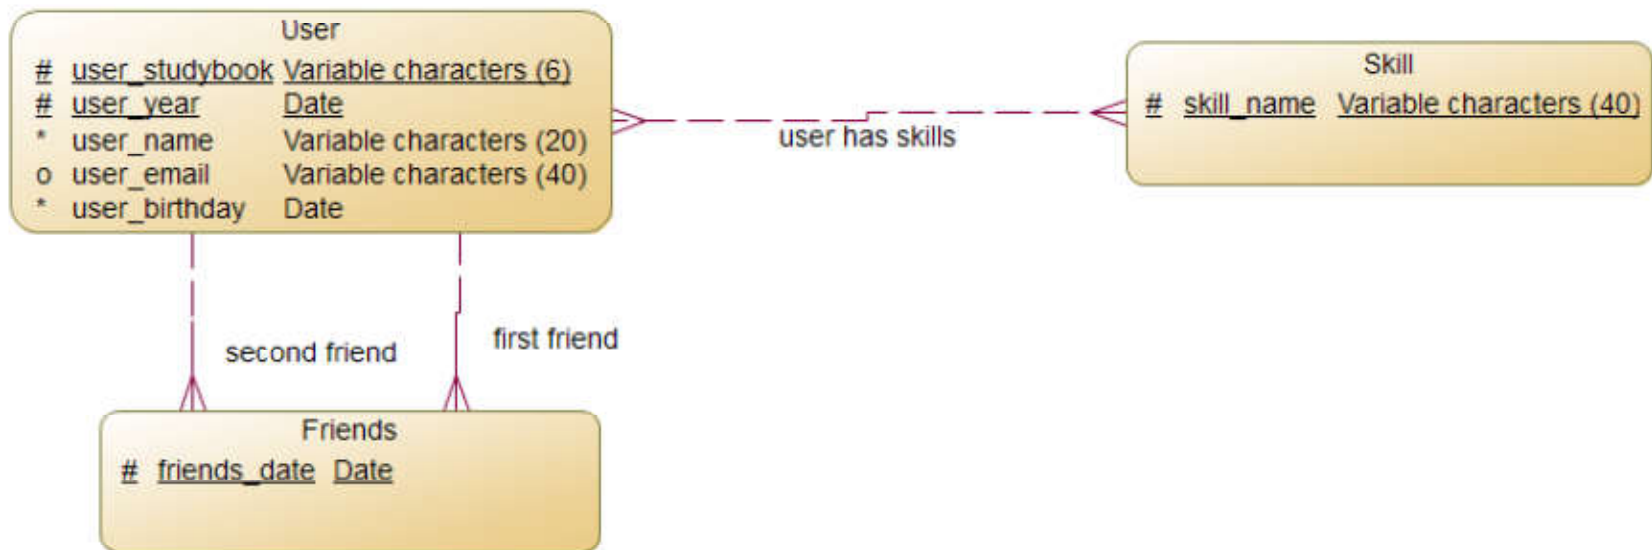 User
# user_studybook Variable characters (6)
# user_year Date
* user_name Variable characters (20)
o user_email Variable characters (40)
* user_birthday Date
user has skills
Skill
# skill_name Variable characters (40)
second friend
first friend
Friends
# friends_date Date